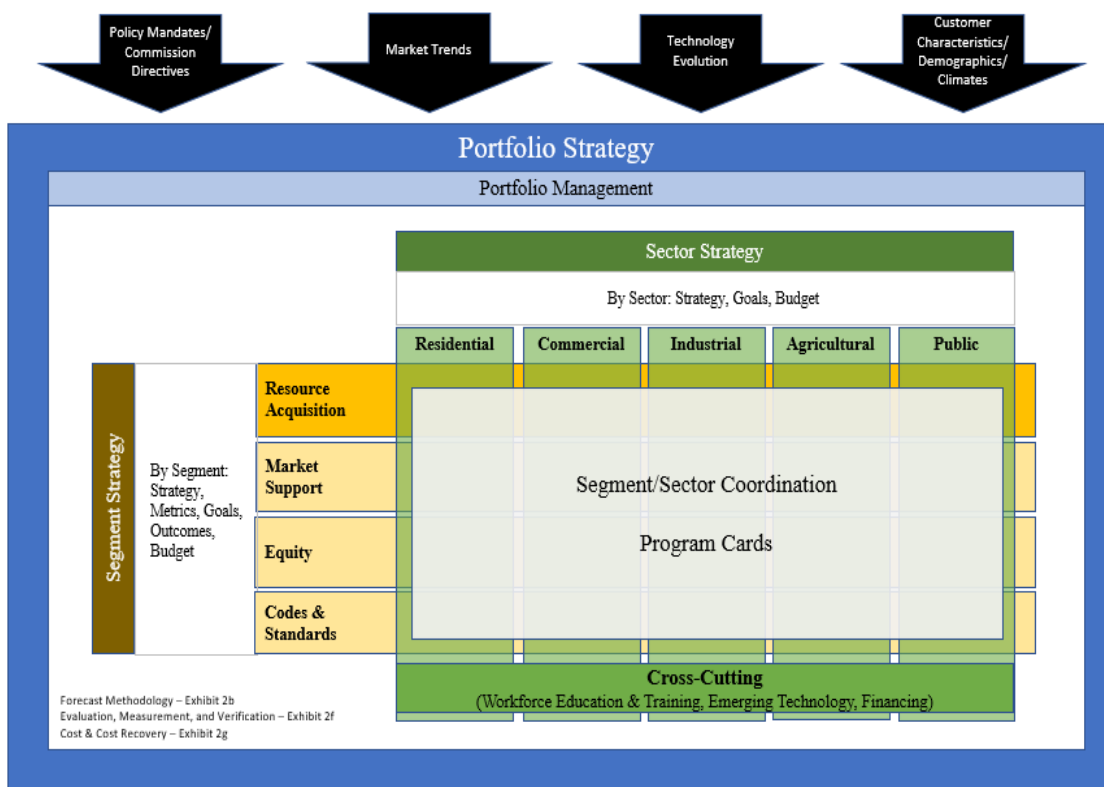 Policy Mandates/
Commission
Directives
Market Trends
Technology
Evolution
Customer
Characteristics/
Demographics/
Climates
Portfolio Strategy
Portfolio Management
Sector Strategy
By Sector: Strategy, Goals, Budget
Residential
Commercial
Industrial
Agricultural
Public
Segment Strategy
By Segment:
Strategy,
Metrics, Goals,
Outcomes,
Budget
Resource
Acquisition
Market
Support
Equity
Codes &
Standards
Segment/Sector Coordination
Program Cards
Cross-Cutting
(Workforce Education & Training, Emerging Technology, Financing)
Forecast Methodology – Exhibit 2b
Evaluation, Measurement, and Verification – Exhibit 2f
Cost & Cost Recovery – Exhibit 2g